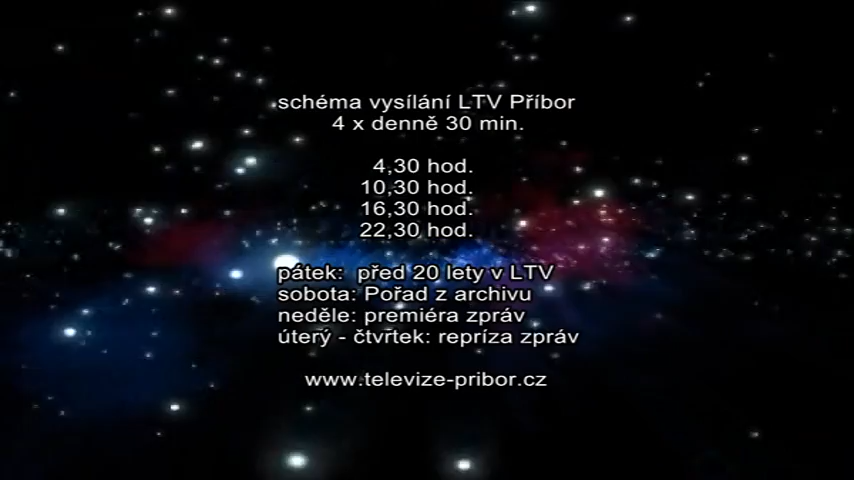 schéma vysílání LTV Příbor
4 x denně 30 min.
4,30 hod.
10,30 hod.
16,30 hod.
22,30 hod.
pátek: před 20 lety v LTV
sobota: Pořad z archivu
neděle: premiéra zpráv
úterý - čtvrtek: repríza zpráv
www.televize-pribor.cz